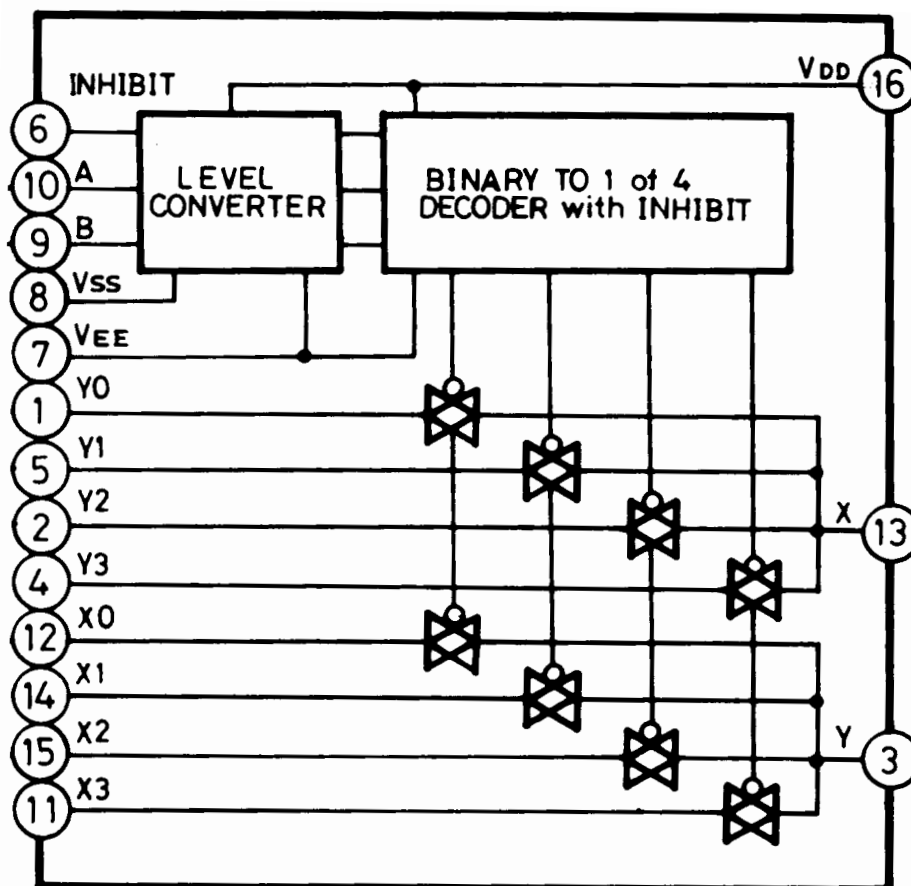 INHIBIT
VDD 16
6
10 A
9 B
8 VSS
7 VEE
LEVEL
CONVERTER
BINARY TO 1 of 4
DECODER with INHIBIT
1 Y0
5 Y1
2 Y2
X 13
4 Y3
12 X0
14 X1
15 X2
Y 3
11 X3